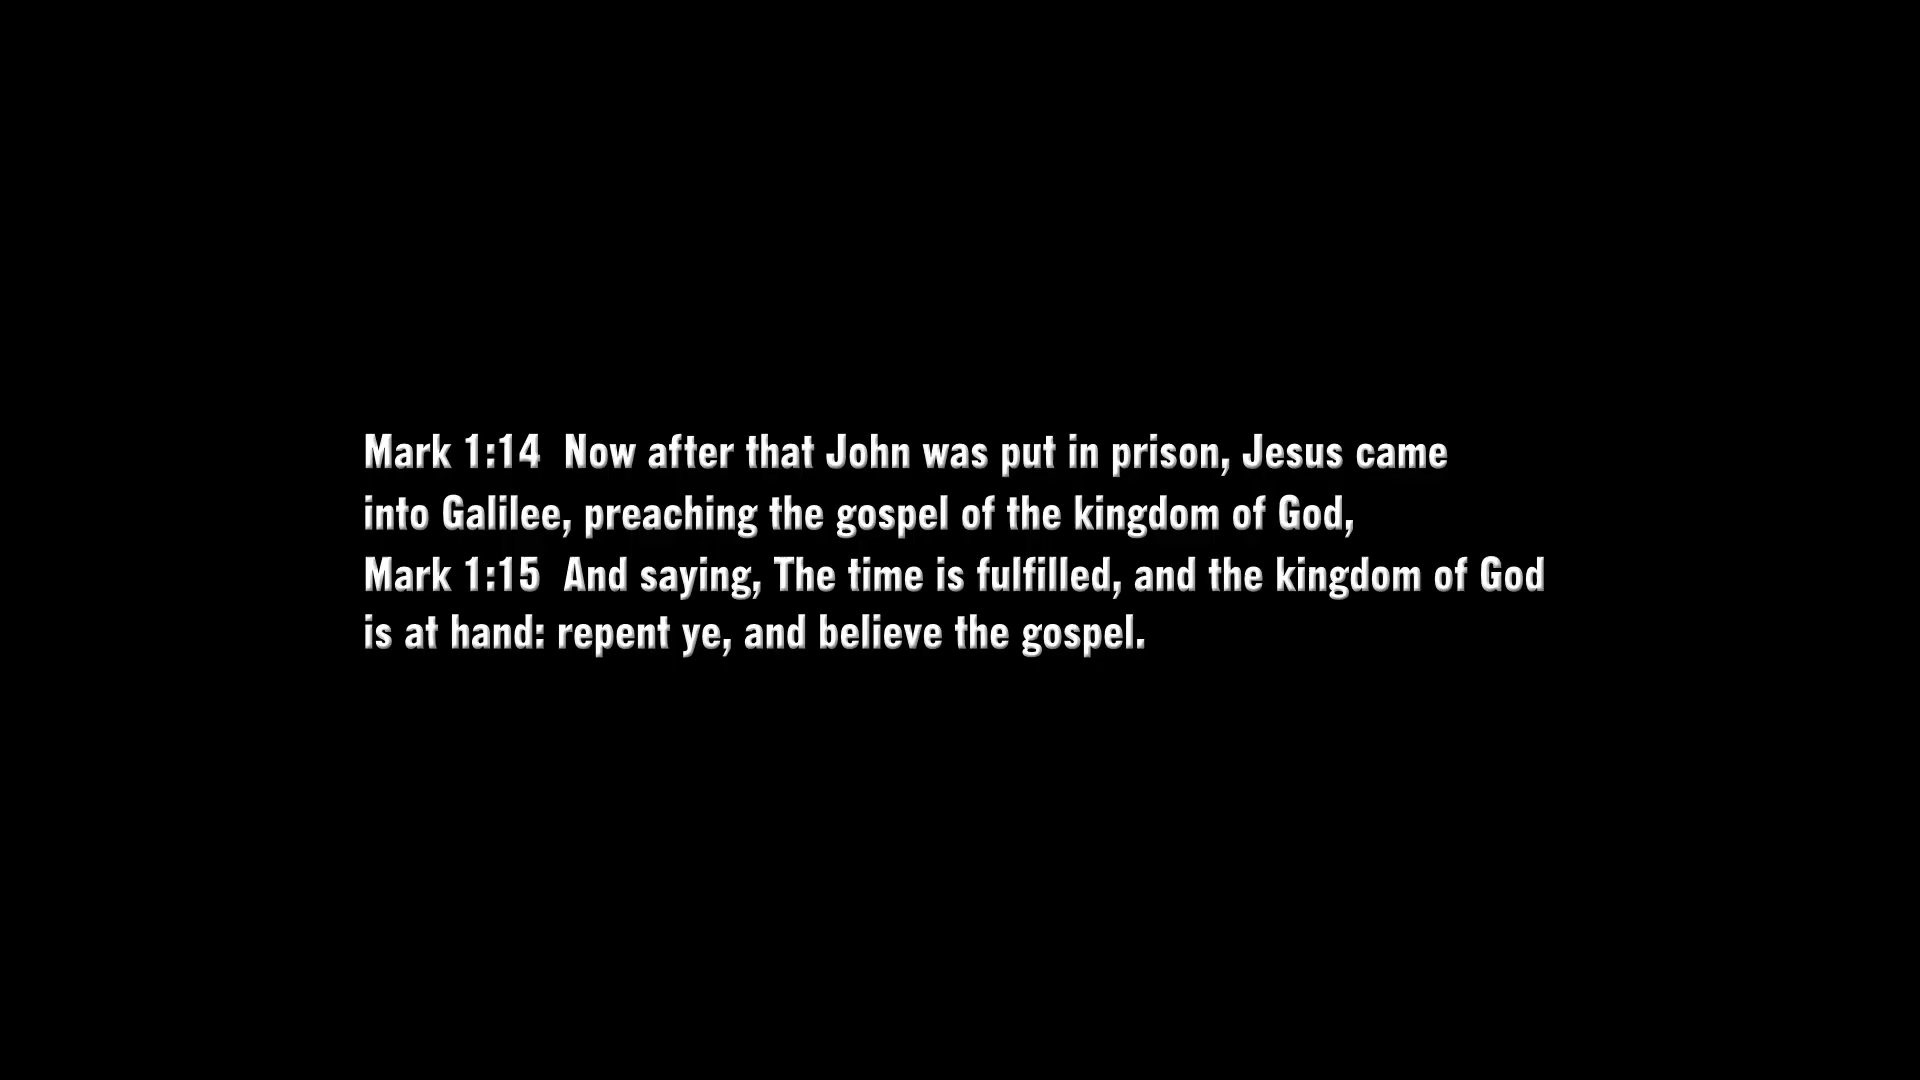 Mark 1:14  Now after that John was put in prison, Jesus came
into Galilee, preaching the gospel of the kingdom of God,
Mark 1:15  And saying, The time is fulfilled, and the kingdom of God
is at hand: repent ye, and believe the gospel.